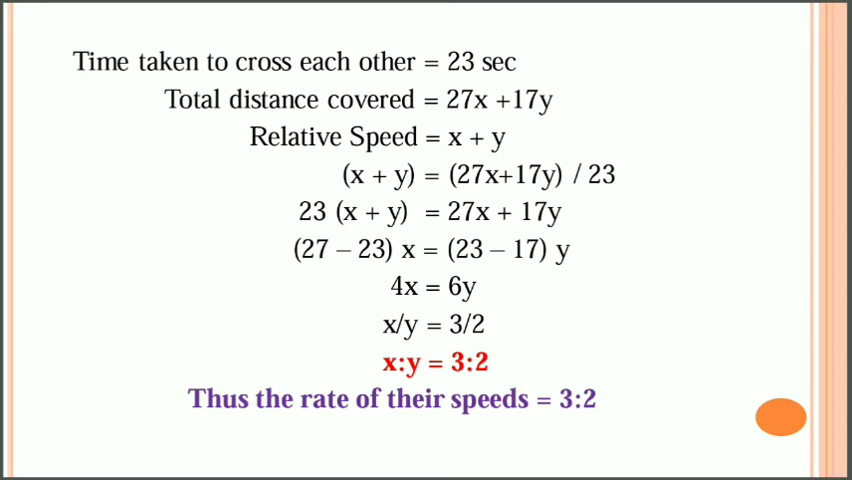 Time taken to cross each other = 23 sec
Total distance covered = 27x +17y
Relative Speed = x + y
(x + y) = (27x+17y) / 23
23 (x + y) = 27x + 17y
(27 – 23) x = (23 – 17) y
4x = 6y
x/y = 3/2
x:y = 3:2
Thus the rate of their speeds = 3:2